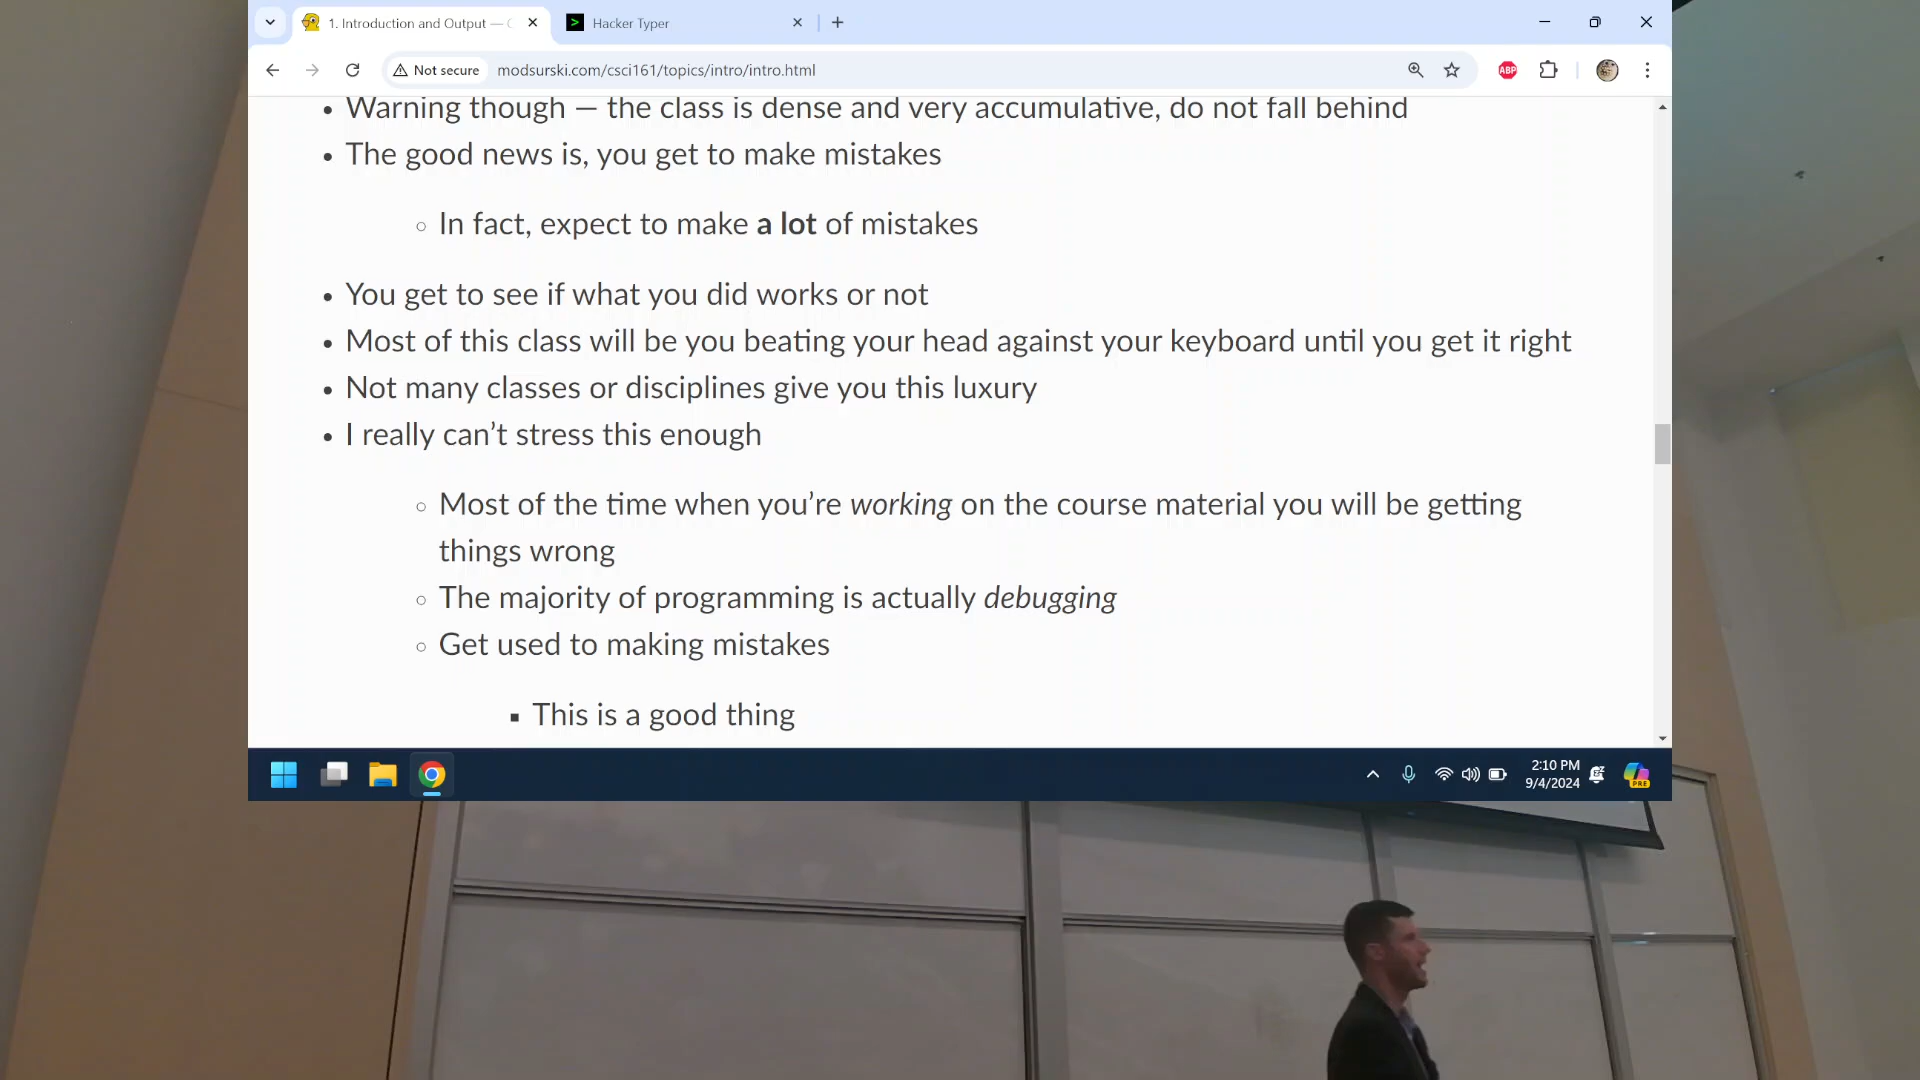 1. Introduction and Output —
Hacker Typer
Not secure
modsurski.com/csci161/topics/intro/intro.html
ABP
• Warning though — the class is dense and very accumulative, do not fall behind
• The good news is, you get to make mistakes
○ In fact, expect to make a lot of mistakes
• You get to see if what you did works or not
• Most of this class will be you beating your head against your keyboard until you get it right
• Not many classes or disciplines give you this luxury
• I really can’t stress this enough
○ Most of the time when you’re working on the course material you will be getting
things wrong
○ The majority of programming is actually debugging
○ Get used to making mistakes
▪ This is a good thing
2:10 PM
9/4/2024
PRE